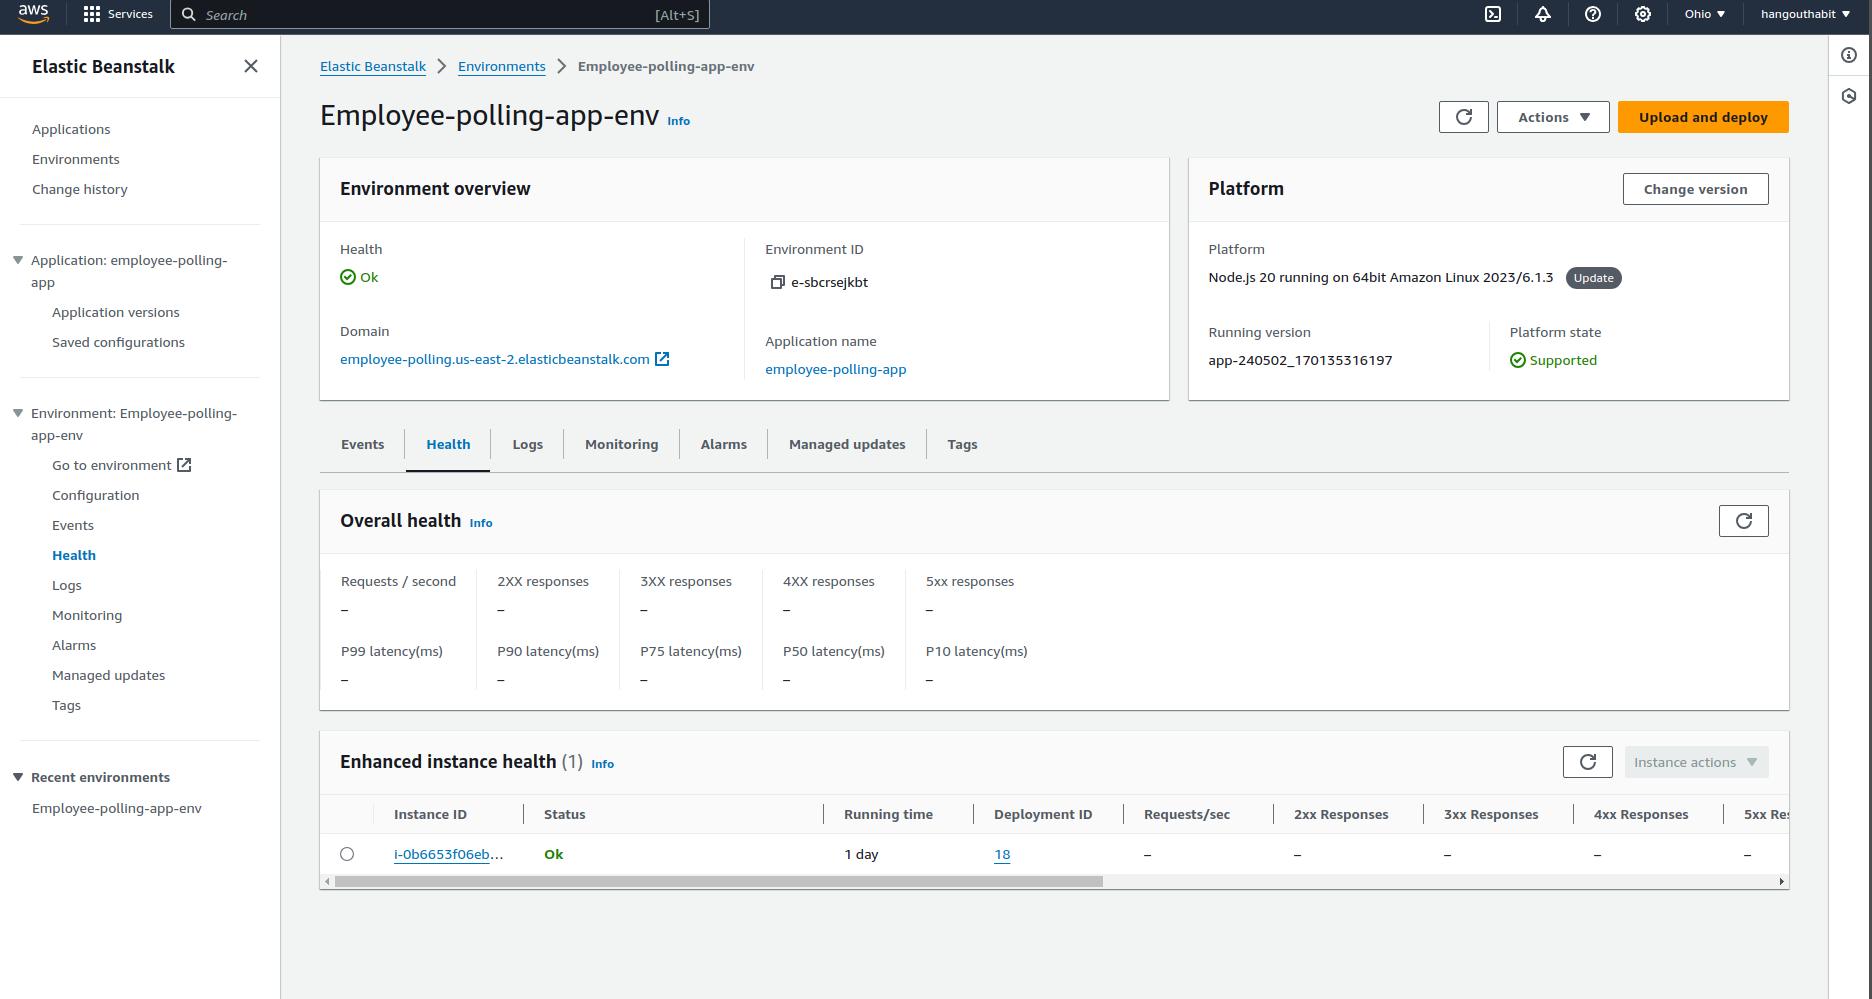 aws
Services
Search
[Alt+S]
Ohio
hangouthabit
Elastic Beanstalk
Applications
Environments
Change history
Application: employee-polling-
app
Application versions
Saved configurations
Environment: Employee-polling-
app-env
Go to environment
Configuration
Events
Health
Logs
Monitoring
Alarms
Managed updates
Tags
Recent environments
Employee-polling-app-env
Elastic Beanstalk > Environments > Employee-polling-app-env
Employee-polling-app-env Info
Actions
Upload and deploy
Environment overview
Health
Ok
Domain
employee-polling.us-east-2.elasticbeanstalk.com
Environment ID
e-sbcrsejkbt
Application name
employee-polling-app
Platform
Change version
Platform
Node.js 20 running on 64bit Amazon Linux 2023/6.1.3 Update
Running version
app-240502_170135316197
Platform state
Supported
Events Health Logs Monitoring Alarms Managed updates Tags
Overall health Info
Requests / second 2XX responses 3XX responses 4XX responses 5xx responses
– – – – –
P99 latency(ms) P90 latency(ms) P75 latency(ms) P50 latency(ms) P10 latency(ms)
– – – – –
Enhanced instance health (1) Info
Instance actions
Instance ID Status Running time Deployment ID Requests/sec 2xx Responses 3xx Responses 4xx Responses 5xx Res
i-0b6653f06eb... Ok 1 day 18 – – – – –